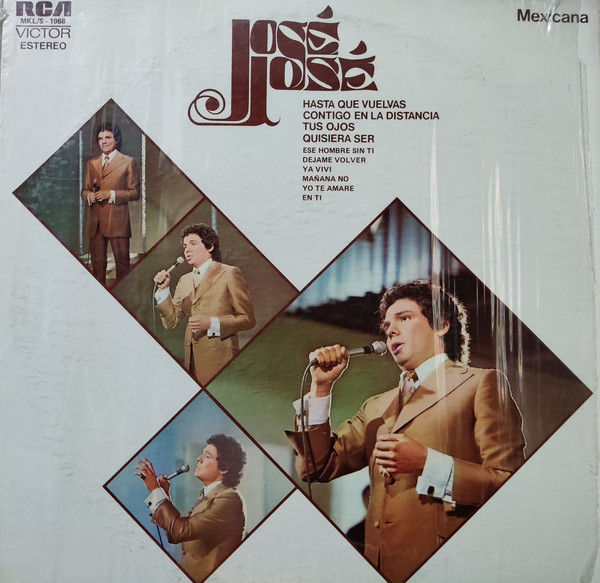 RCA
MKL/S - 1966
VICTOR
ESTEREO
JOSÉ
JOSÉ
Mexicana
HASTA QUE VUELVAS
CONTIGO EN LA DISTANCIA
TUS OJOS
QUISIERA SER
ESE HOMBRE SIN TI
DEJAME VOLVER
YA VIVI
MAÑANA NO
YO TE AMARE
EN TI